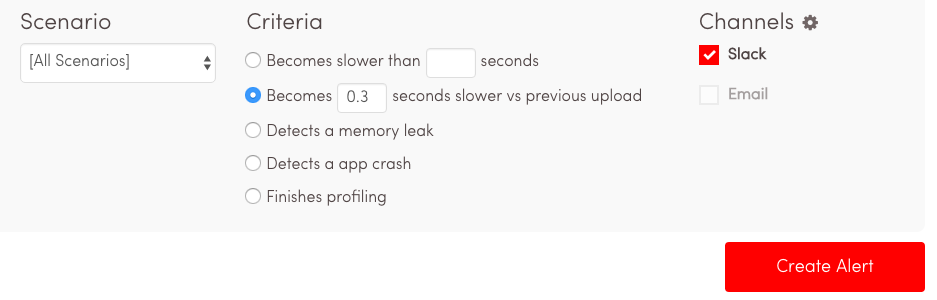 Scenario
[All Scenarios]
Criteria
Becomes slower than seconds
Becomes 0.3 seconds slower vs previous upload
Detects a memory leak
Detects a app crash
Finishes profiling
Channels
Slack
Email
Create Alert